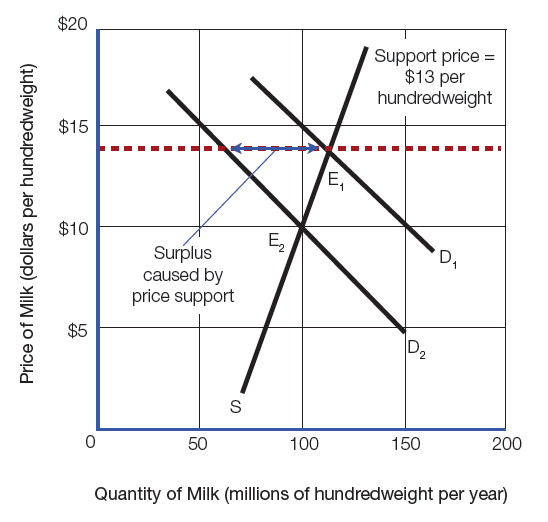 $20
Support price =
$13 per
hundredweight
$15
E1
$10
E2
D1
Surplus
caused by
price support
$5
D2
S
0
50
100
150
200
Price of Milk (dollars per hundredweight)
Quantity of Milk (millions of hundredweight per year)